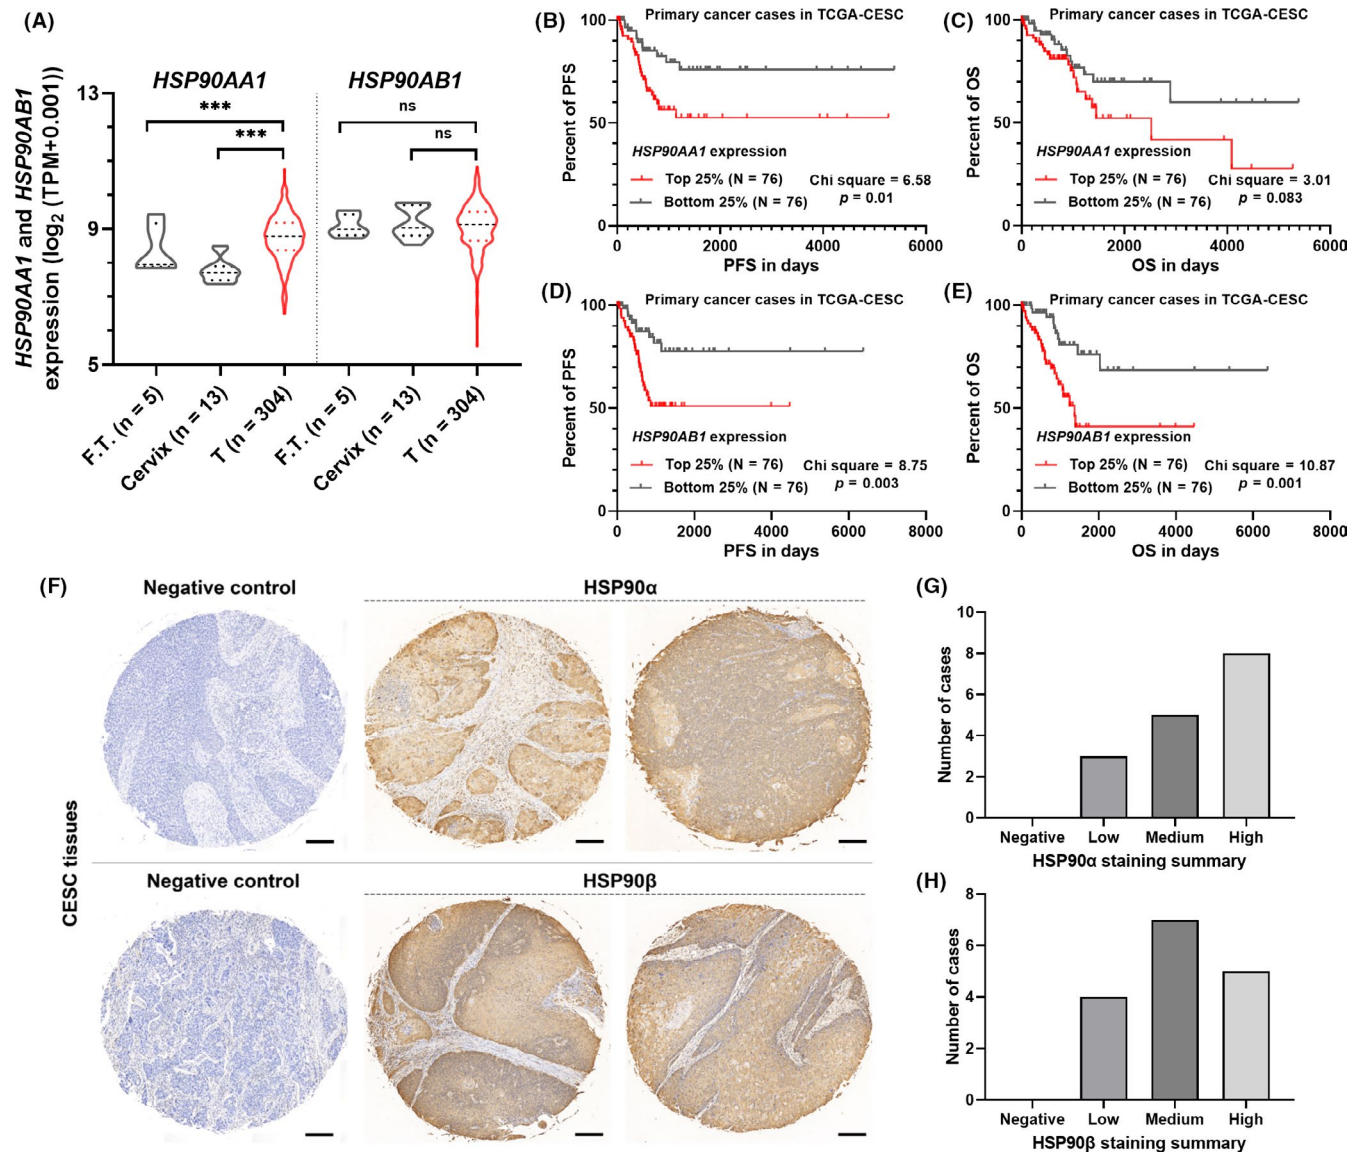 (A)
HSP90AA1 and HSP90AB1
expression (log2 (TPM+0.001))
HSP90AA1
HSP90AB1
13
9
5
***
***
ns
ns
F.T. (n = 5)
Cervix (n = 13)
T (n = 304)
F.T. (n = 5)
Cervix (n = 13)
T (n = 304)
(B)
Primary cancer cases in TCGA-CESC
Percent of PFS
100
50
0
HSP90AA1 expression
Top 25% (N = 76)
Bottom 25% (N = 76)
Chi square = 6.58
p = 0.01
0 2000 4000 6000
PFS in days
(C)
Primary cancer cases in TCGA-CESC
Percent of OS
100
50
0
HSP90AA1 expression
Top 25% (N = 76)
Bottom 25% (N = 76)
Chi square = 3.01
p = 0.083
0 2000 4000 6000
OS in days
(D)
Primary cancer cases in TCGA-CESC
Percent of PFS
100
50
0
HSP90AB1 expression
Top 25% (N = 76)
Bottom 25% (N = 76)
Chi square = 8.75
p = 0.003
0 2000 4000 6000 8000
PFS in days
(E)
Primary cancer cases in TCGA-CESC
Percent of OS
100
50
0
HSP90AB1 expression
Top 25% (N = 76)
Bottom 25% (N = 76)
Chi square = 10.87
p = 0.001
0 2000 4000 6000 8000
OS in days
(F)
CESC tissues
Negative control
HSP90α
Negative control
HSP90β
(G)
Number of cases
10
8
6
4
2
0
Negative Low Medium High
HSP90α staining summary
(H)
Number of cases
8
6
4
2
0
Negative Low Medium High
HSP90β staining summary